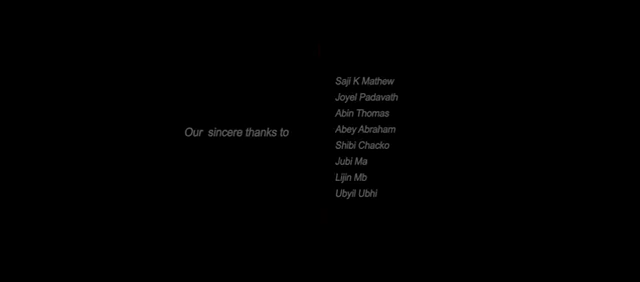 Our sincere thanks to
Saji K Mathew
Joyel Padavath
Abin Thomas
Abey Abraham
Shibi Chacko
Jubi Ma
Lijin Mb
Ubyil Ubhi